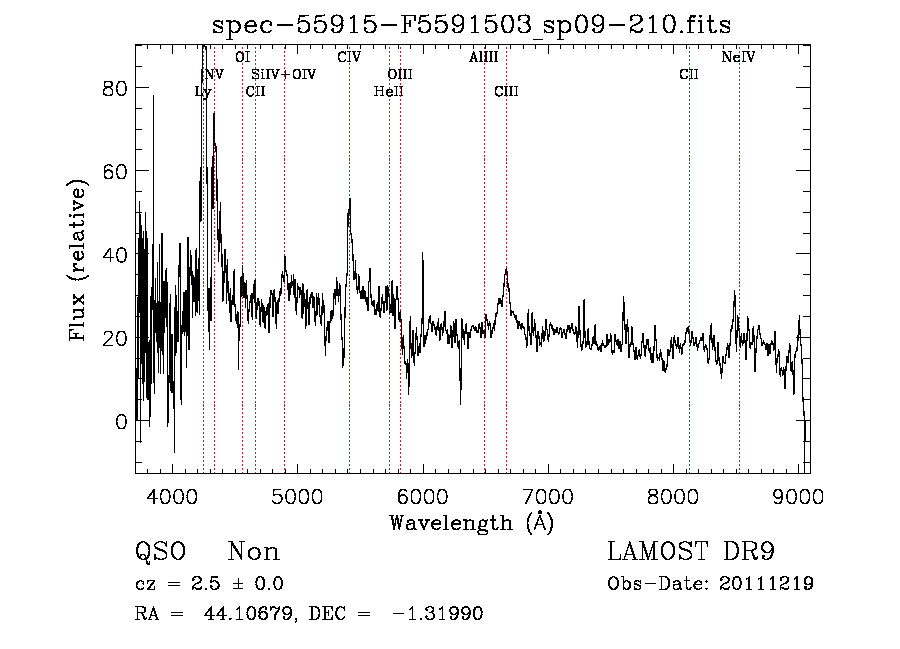 spec-55915-F5591503_sp09-210.fits
OI CIV AlIII NeIV
NV SiIV+OIV OIII CII
Ly CII HeII CIII
80
60
40
20
0
Flux (relative)
4000 5000 6000 7000 8000 9000
Wavelength (Å)
QSO Non LAMOST DR9
cz = 2.5 ± 0.0 Obs-Date: 20111219
RA = 44.10679, DEC = -1.31990